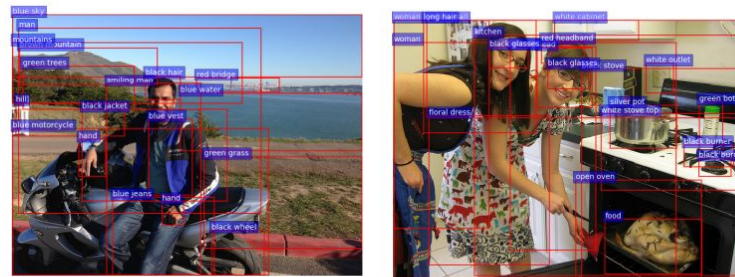 blue sky
man
mountains
brown mountain
green trees
smiling man
black hair
red bridge
blue water
hill
black jacket
blue vest
blue motorcycle
hand
green grass
blue jeans
hand
black wheel
woman
long hair
white cabinet
kitchen
woman
red headband
black glasses
black glasses
stove
white outlet
floral dress
silver pot
white stove top
green bot
black burner
black bur
open oven
food